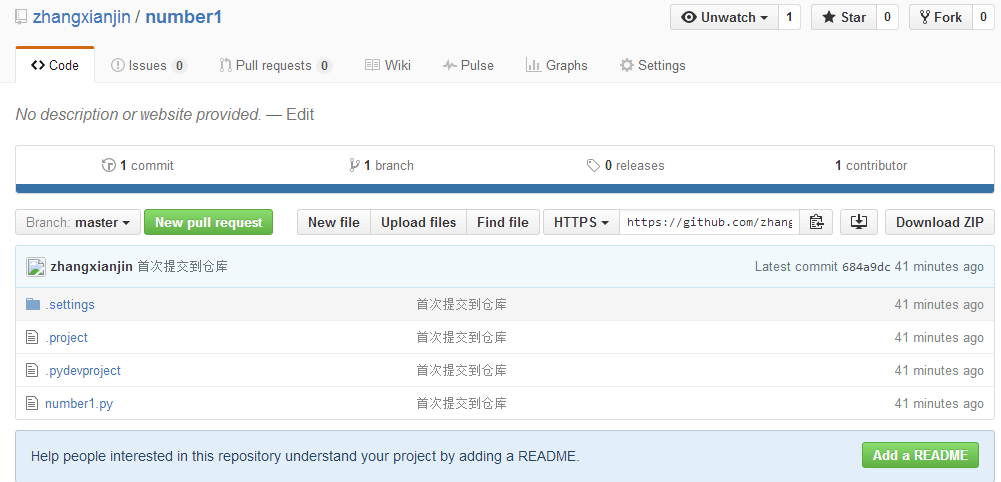 zhangxianjin / number1
Unwatch 1 Star 0 Fork 0
Code Issues 0 Pull requests 0 Wiki Pulse Graphs Settings
No description or website provided. — Edit
1 commit 1 branch 0 releases 1 contributor
Branch: master New pull request New file Upload files Find file HTTPS https://github.com/zhang Download ZIP
zhangxianjin 首次提交到仓库 Latest commit 684a9dc 41 minutes ago
.settings 首次提交到仓库 41 minutes ago
.project 首次提交到仓库 41 minutes ago
.pydevproject 首次提交到仓库 41 minutes ago
number1.py 首次提交到仓库 41 minutes ago
Help people interested in this repository understand your project by adding a README. Add a README